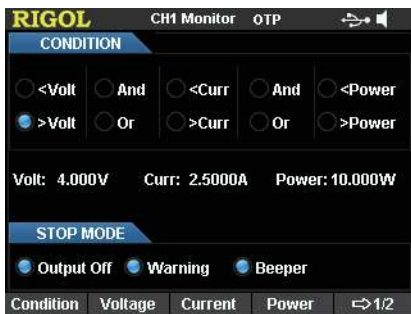 RIGOL CH1 Monitor OTP
CONDITION
<Volt And <Curr And <Power
>Volt Or >Curr Or >Power
Volt: 4.000V Curr: 2.5000A Power: 10.000W
STOP MODE
Output Off Warning Beeper
Condition Voltage Current Power ⇨1/2